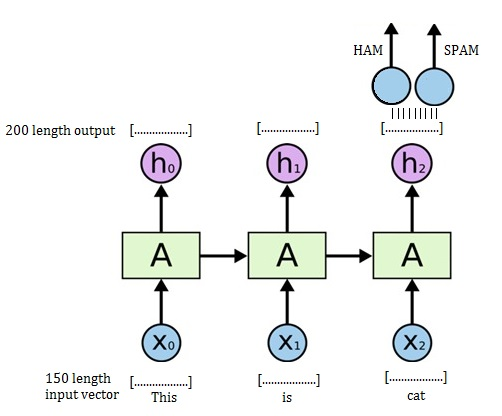 HAM SPAM
200 length output [..................] [..................] [..................]
h0 h1 h2
A A A
x0 x1 x2
150 length
input vector
[..................] [..................] [..................]
This is cat